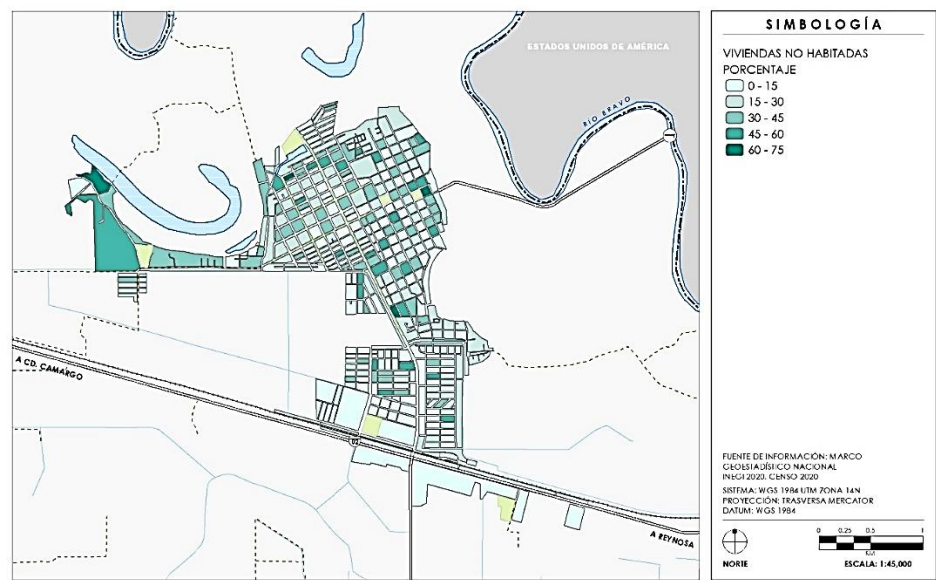 ESTADOS UNIDOS DE AMÉRICA
RÍO BRAVO
A CD. CAMARGO
02
A REYNOSA
SIMBOLOGÍA
VIVIENDAS NO HABITADAS
PORCENTAJE
0 - 15
15 - 30
30 - 45
45 - 60
60 - 75
FUENTE DE INFORMACIÓN: MARCO
GEOESTADÍSTICO NACIONAL
INEGI 2020. CENSO 2020
SISTEMA: WGS 1984 UTM ZONA 14N
PROYECCIÓN: TRASVERSA MERCATOR
DATUM: WGS 1984
NORTE
0 0.25 0.5 1
KM
ESCALA: 1:45,000